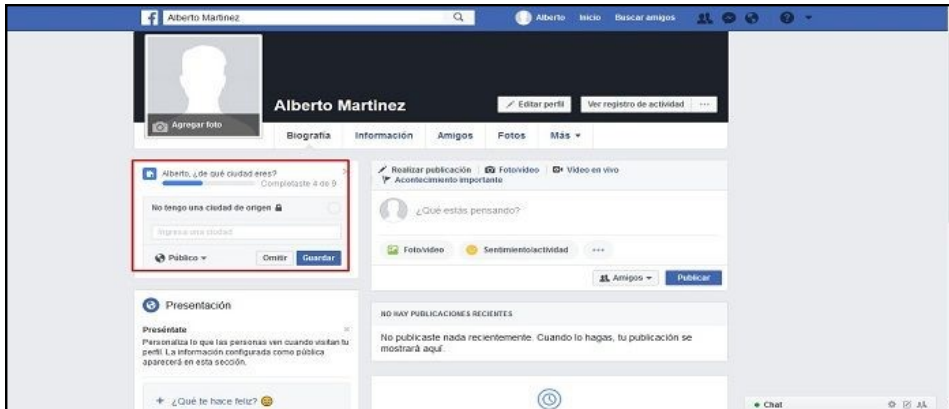 f Alberto Martinez Alberto Inicio Buscar amigos
Alberto Martinez
Editar perfil Ver registro de actividad ...
Agregar foto
Biografía Información Amigos Fotos Más
Alberto, ¿de qué ciudad eres?
Completaste 4 de 9
No tengo una ciudad de origen
Ingresa una ciudad
Público Omitir Guardar
Realizar publicación Foto/video Video en vivo
Acontecimiento importante
¿Qué estás pensando?
Foto/video Sentimiento/actividad ...
Amigos Publicar
Presentación
Preséntate
Personaliza lo que las personas ven cuando visitan tu
perfil. La información configurada como pública
aparecerá en esta sección.
+ ¿Qué te hace feliz?
NO HAY PUBLICACIONES RECIENTES
No publicaste nada recientemente. Cuando lo hagas, tu publicación se
mostrará aquí.
Chat